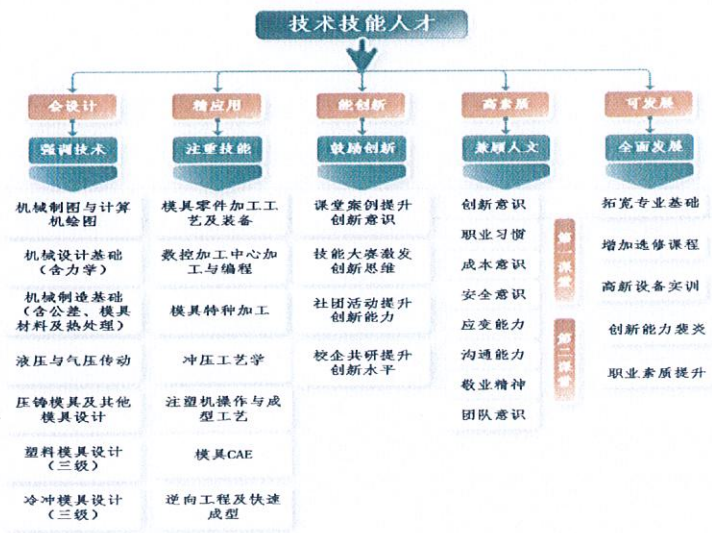 技术技能人才
会设计
精应用
能创新
高素质
可发展
强调技术
注重技能
鼓励创新
兼顾人文
全面发展
机械制图与计算
机绘图
机械设计基础
（含力学）
机械制造基础
（含公差、模具
材料及热处理）
液压与气压传动
压铸模具及其他
模具设计
塑料模具设计
（三级）
冷冲模具设计
（三级）
模具零件加工工
艺及装备
数控加工中心加
工与编程
模具特种加工
冲压工艺学
注塑机操作与成
型工艺
模具CAE
逆向工程及快速
成型
课堂案例提升
创新意识
技能大赛激发
创新思维
社团活动提升
创新能力
校企共研提升
创新水平
创新意识
职业习惯
成本意识
安全意识
应变能力
沟通能力
敬业精神
团队意识
第一课堂
第二课堂
拓宽专业基础
增加选修课程
高新设备实训
创新能力
职业素质提升